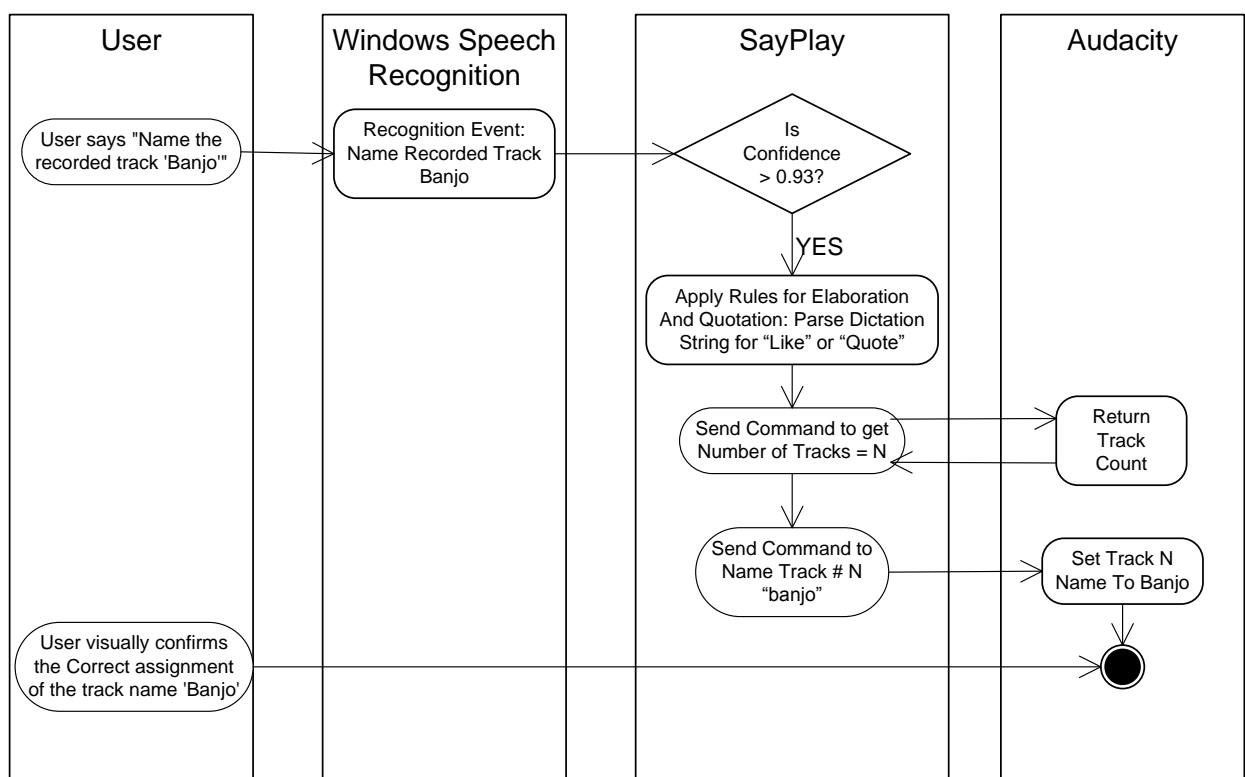 User
Windows Speech
Recognition
SayPlay
Audacity
User says "Name the
recorded track 'Banjo'"
Recognition Event:
Name Recorded Track
Banjo
Is
Confidence
> 0.93?
YES
Apply Rules for Elaboration
And Quotation: Parse Dictation
String for “Like” or “Quote”
Send Command to get
Number of Tracks = N
Return
Track
Count
Send Command to
Name Track # N
“banjo”
Set Track N
Name To Banjo
User visually confirms
the Correct assignment
of the track name 'Banjo'